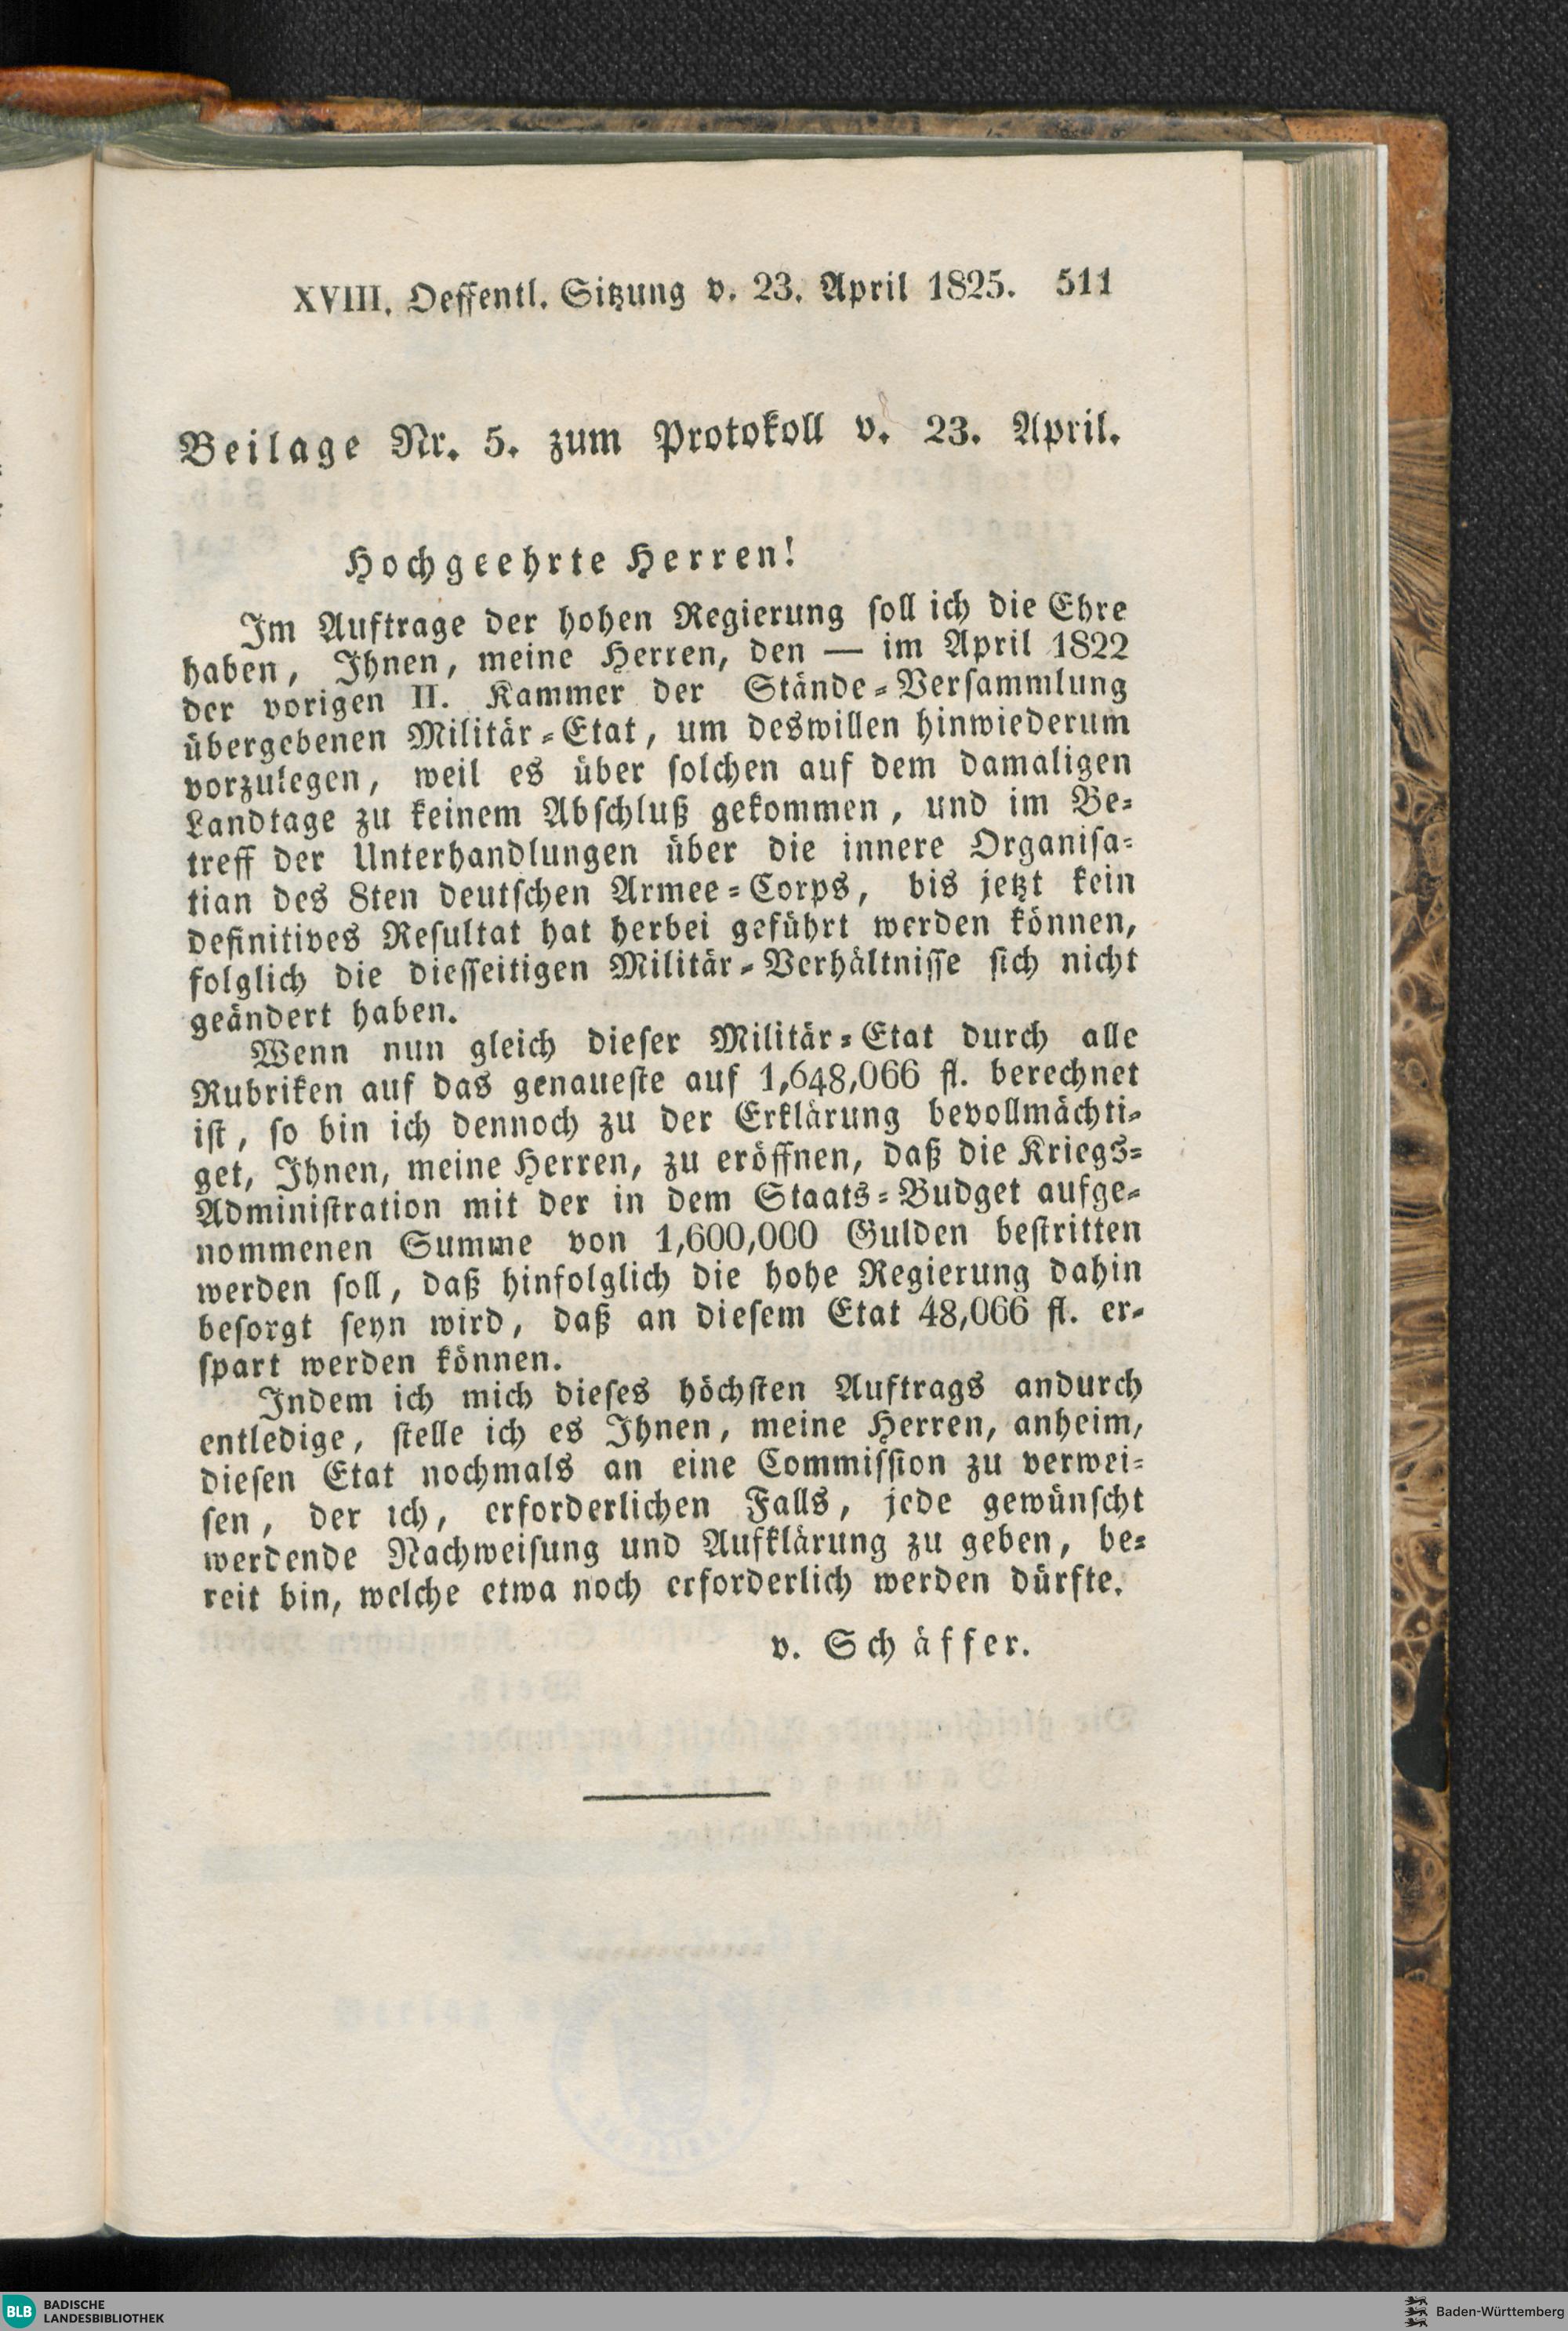 XVIII. Oeffentl. Sitzung v. 23. April 1825. 511
Beilage Nr. 5. zum Protokoll v. 23. April.
Hochgeehrte Herren!
Im Auftrage der hohen Regierung soll ich die Ehre
haben, Ihnen, meine Herren, den — im April 1822
der vorigen II. Kammer der Stände-Versammlung
übergebenen Militär-Etat, um deswillen hinwiederum
vorzulegen, weil es über solchen auf dem damaligen
Landtage zu keinem Abschluß gekommen, und im Be-
treff der Unterhandlungen über die innere Organisa-
tian des 8ten deutschen Armee-Corps, bis jetzt kein
definitives Resultat hat herbei geführt werden können,
folglich die diesseitigen Militär-Verhältnisse sich nicht
geändert haben.
Wenn nun gleich dieser Militär-Etat durch alle
Rubriken auf das genaueste auf 1,648,066 fl. berechnet
ist, so bin ich dennoch zu der Erklärung bevollmächti-
get, Ihnen, meine Herren, zu eröffnen, daß die Kriegs-
Administration mit der in dem Staats-Budget aufge-
nommenen Summe von 1,600,000 Gulden bestritten
werden soll, daß hinfolglich die hohe Regierung dahin
besorgt seyn wird, daß an diesem Etat 48,066 fl. er-
spart werden können.
Indem ich mich dieses höchsten Auftrags andurch
entledige, stelle ich es Ihnen, meine Herren, anheim,
diesen Etat nochmals an eine Commission zu verwei-
sen, der ich, erforderlichen Falls, jede gewünscht
werdende Nachweisung und Aufklärung zu geben, be-
reit bin, welche etwa noch erforderlich werden dürfte.
v. Schäffer.
BLB BADISCHE
LANDESBIBLIOTHEK
Baden-Württemberg